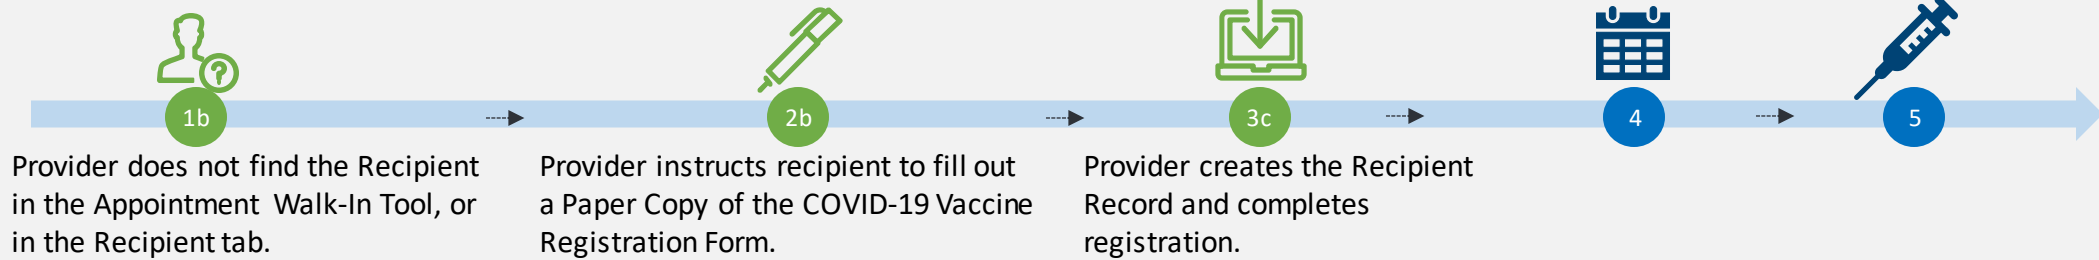 1b
2b
3c
4
5
Provider does not find the Recipient
in the Appointment Walk-In Tool, or
in the Recipient tab.
Provider instructs recipient to fill out
a Paper Copy of the COVID-19 Vaccine
Registration Form.
Provider creates the Recipient
Record and completes
registration.